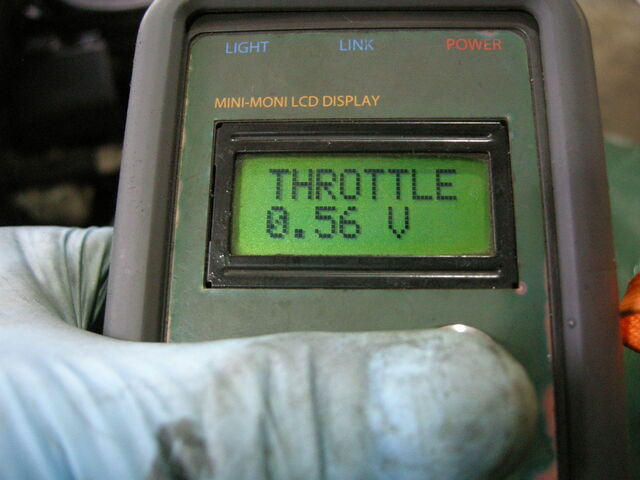 LIGHT LINK POWER
MINI-MONI LCD DISPLAY
THROTTLE
0.56 V